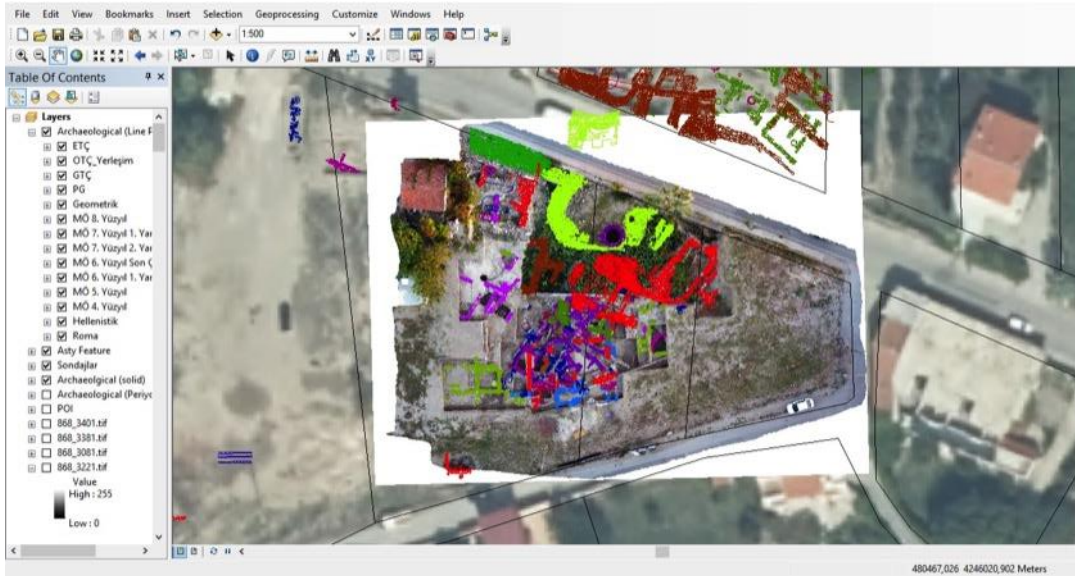 File Edit View Bookmarks Insert Selection Geoprocessing Customize Windows Help
1:500
Table Of Contents
Layers
Archaeological (Line F
ETÇ
OTÇ_Yerleşim
GTÇ
PG
Geometrik
MÖ 8. Yüzyıl
MÖ 7. Yüzyıl 1. Yar
MÖ 7. Yüzyıl 2. Yar
MÖ 6. Yüzyıl Son Ç
MÖ 6. Yüzyıl 1. Yar
MÖ 5. Yüzyıl
MÖ 4. Yüzyıl
Hellenistik
Roma
Asty Feature
Sondajlar
Archaeolgical (solid)
Archaeological (Periyo
POI
868_3401.tif
868_3381.tif
868_3081.tif
868_3221.tif
Value
High : 255
Low : 0
480467,026 4246020,902 Meters